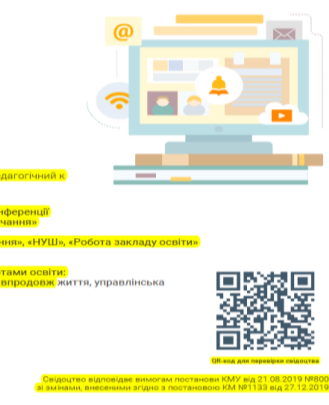 @
дагогічний к
нференції
чання»
ння», «НУШ», «Робота закладу освіти»
тами освіти:
впродовж життя, управлінська
QR-код для перевірки свідоцтва
Свідоцтво відповідає вимогам постанови КМУ від 21.08.2019 №800
зі змінами, внесеними згідно з постановою КМ №1133 від 27.12.2019